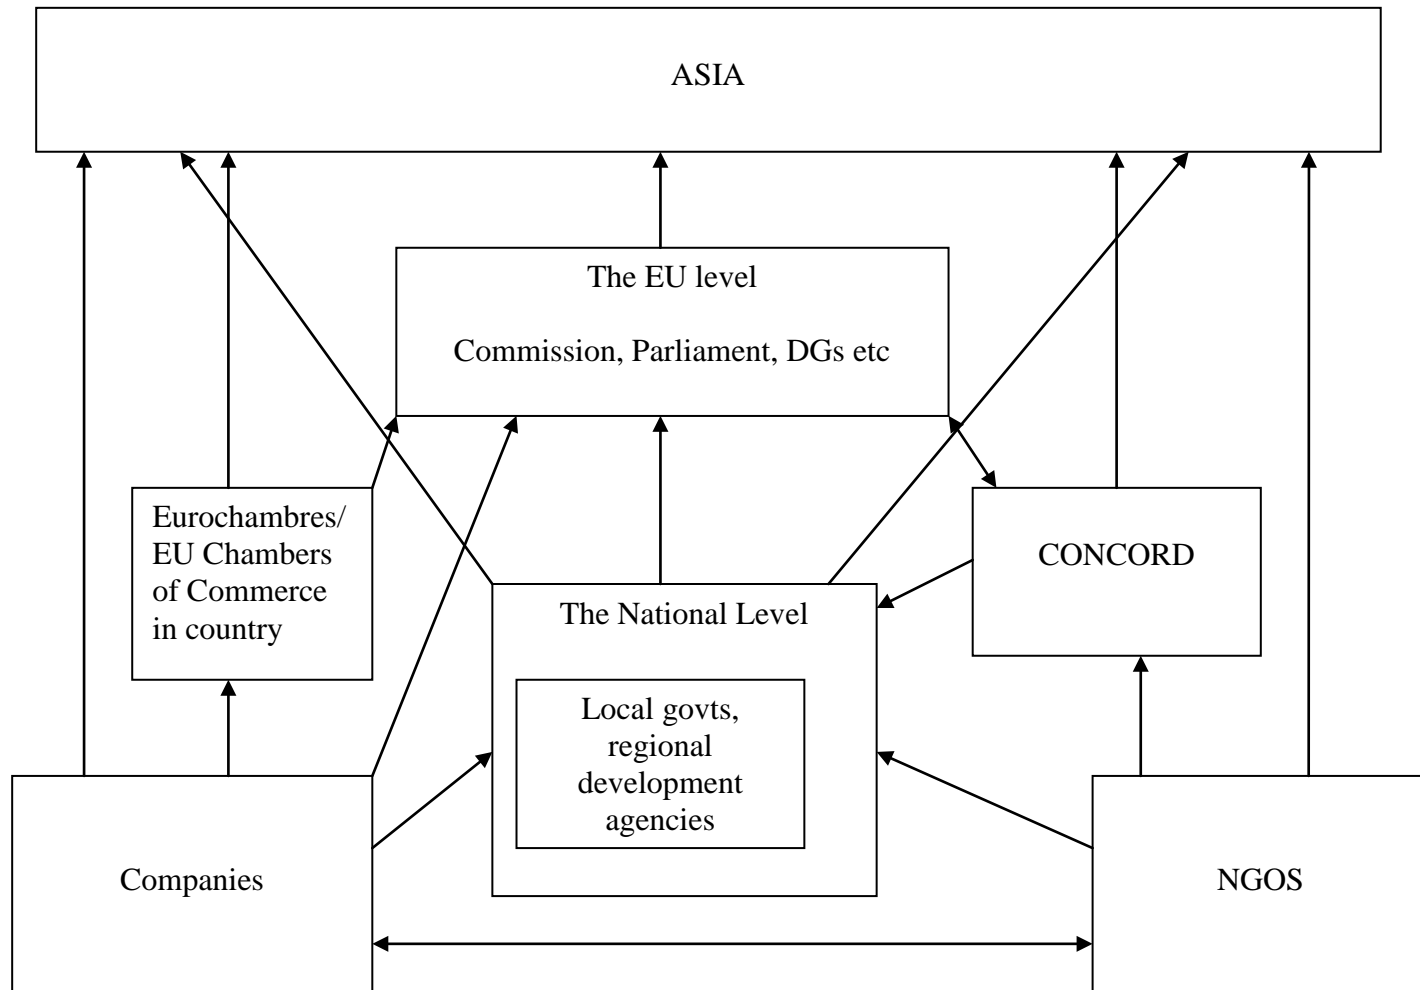 ASIA
The EU level
Commission, Parliament, DGs etc
Eurochambres/
EU Chambers
of Commerce
in country
CONCORD
The National Level
Local govts,
regional
development
agencies
Companies
NGOS